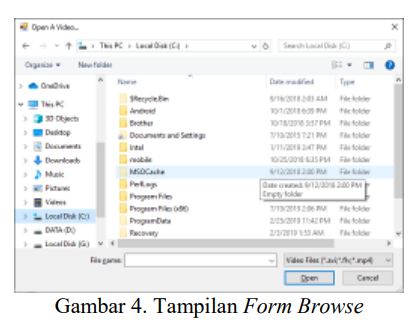 Open A Video...
This PC > Local Disk (C:) >
Search Local Disk (C:)
Organize
New folder
Name
Date modified
Type
OneDrive
This PC
3D Objects
Desktop
Documents
Downloads
Music
Pictures
Videos
Local Disk (C:)
DATA (D:)
Local Disk (G:)
$Recycle.Bin 9/16/2018 2:03 AM File folder
Android 10/1/2018 6:39 PM File folder
Brother 10/18/2018 3:57 PM File folder
Documents and Settings 7/10/2015 7:21 PM File folder
Intel 1/11/2019 3:47 PM File folder
mobile 10/25/2018 6:35 PM File folder
MSOCache 9/12/2018 2:00 PM File folder
PerfLogs
Date created: 9/12/2018 2:00 PM
Empty folder
Program Files
Program Files (x86) 7/19/2019 2:06 PM File folder
ProgramData 2/25/2019 11:42 PM File folder
Recovery 2/3/2019 1:53 AM File folder
File name:
Open
Cancel
Gambar 4. Tampilan Form Browse